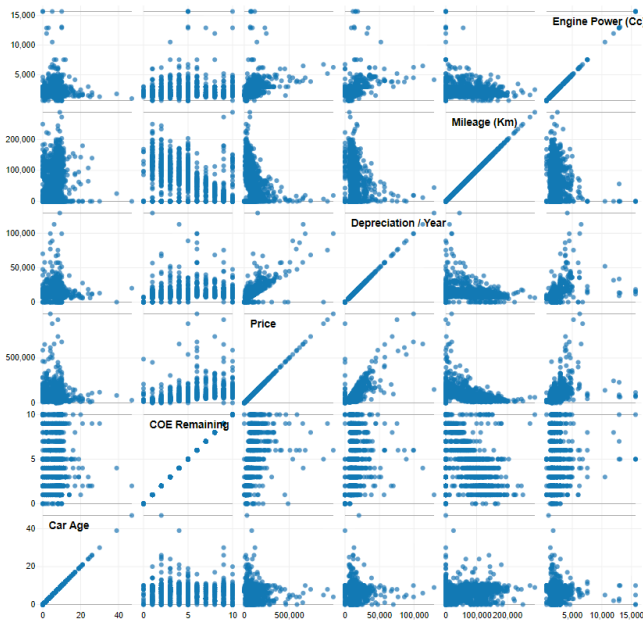 15,000
Engine Power (Cc
10,000
5,000
Mileage (Km)
200,000
100,000
0
Depreciation / Year
100,000
50,000
0
Price
500,000
0
10
COE Remaining
5
0
Car Age
40
20
0
0 20 40 0 5 10 0 500,000 0 50,000 100,000 0 100,000 200,000 5,000 10,000 15,000